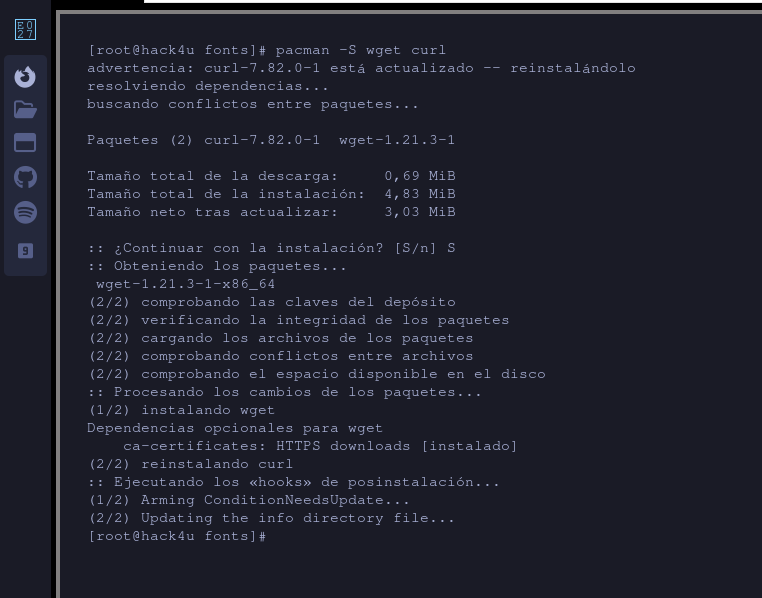 E0
27
9
[root@hack4u fonts]# pacman -S wget curl
advertencia: curl-7.82.0-1 está actualizado -- reinstalándolo
resolviendo dependencias...
buscando conflictos entre paquetes...
Paquetes (2) curl-7.82.0-1  wget-1.21.3-1
Tamaño total de la descarga:     0,69 MiB
Tamaño total de la instalación:  4,83 MiB
Tamaño neto tras actualizar:     3,03 MiB
:: ¿Continuar con la instalación? [S/n] S
:: Obteniendo los paquetes...
 wget-1.21.3-1-x86_64
(2/2) comprobando las claves del depósito
(2/2) verificando la integridad de los paquetes
(2/2) cargando los archivos de los paquetes
(2/2) comprobando conflictos entre archivos
(2/2) comprobando el espacio disponible en el disco
:: Procesando los cambios de los paquetes...
(1/2) instalando wget
Dependencias opcionales para wget
    ca-certificates: HTTPS downloads [instalado]
(2/2) reinstalando curl
:: Ejecutando los «hooks» de posinstalación...
(1/2) Arming ConditionNeedsUpdate...
(2/2) Updating the info directory file...
[root@hack4u fonts]#